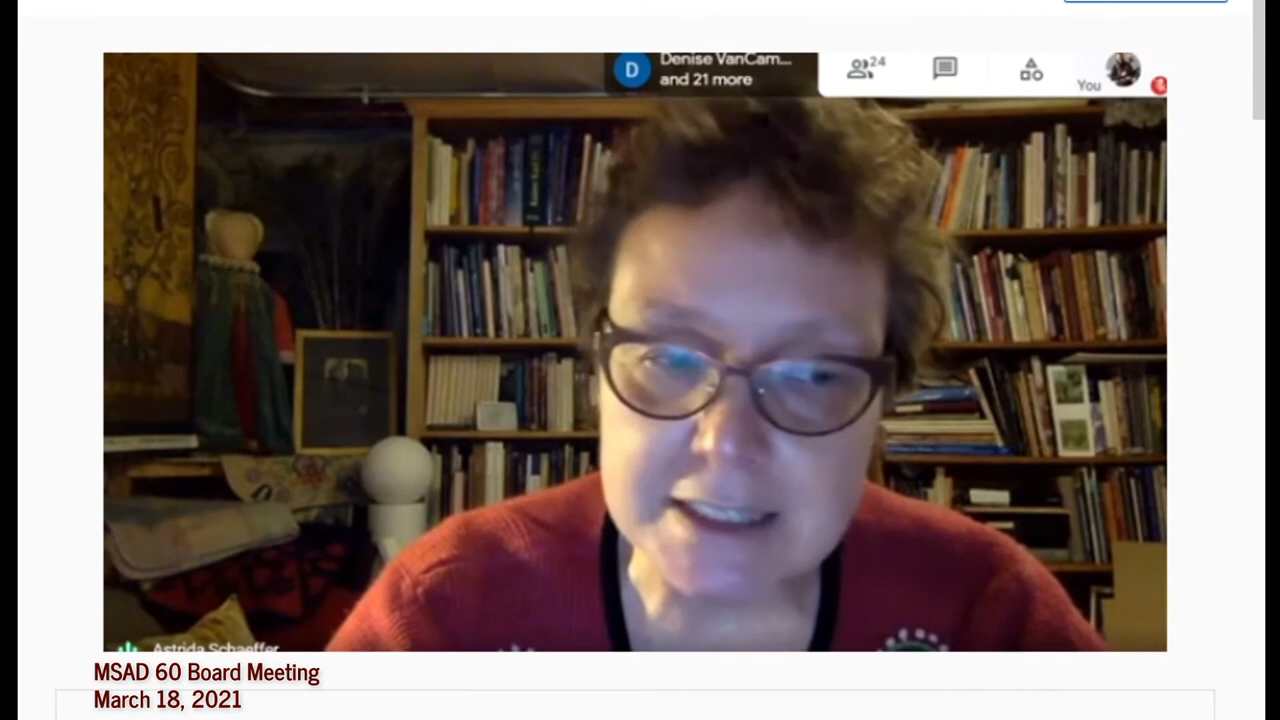 Denise VanCam...
and 21 more
24
You
D
Astrida Schaeffer
MSAD 60 Board Meeting
March 18, 2021